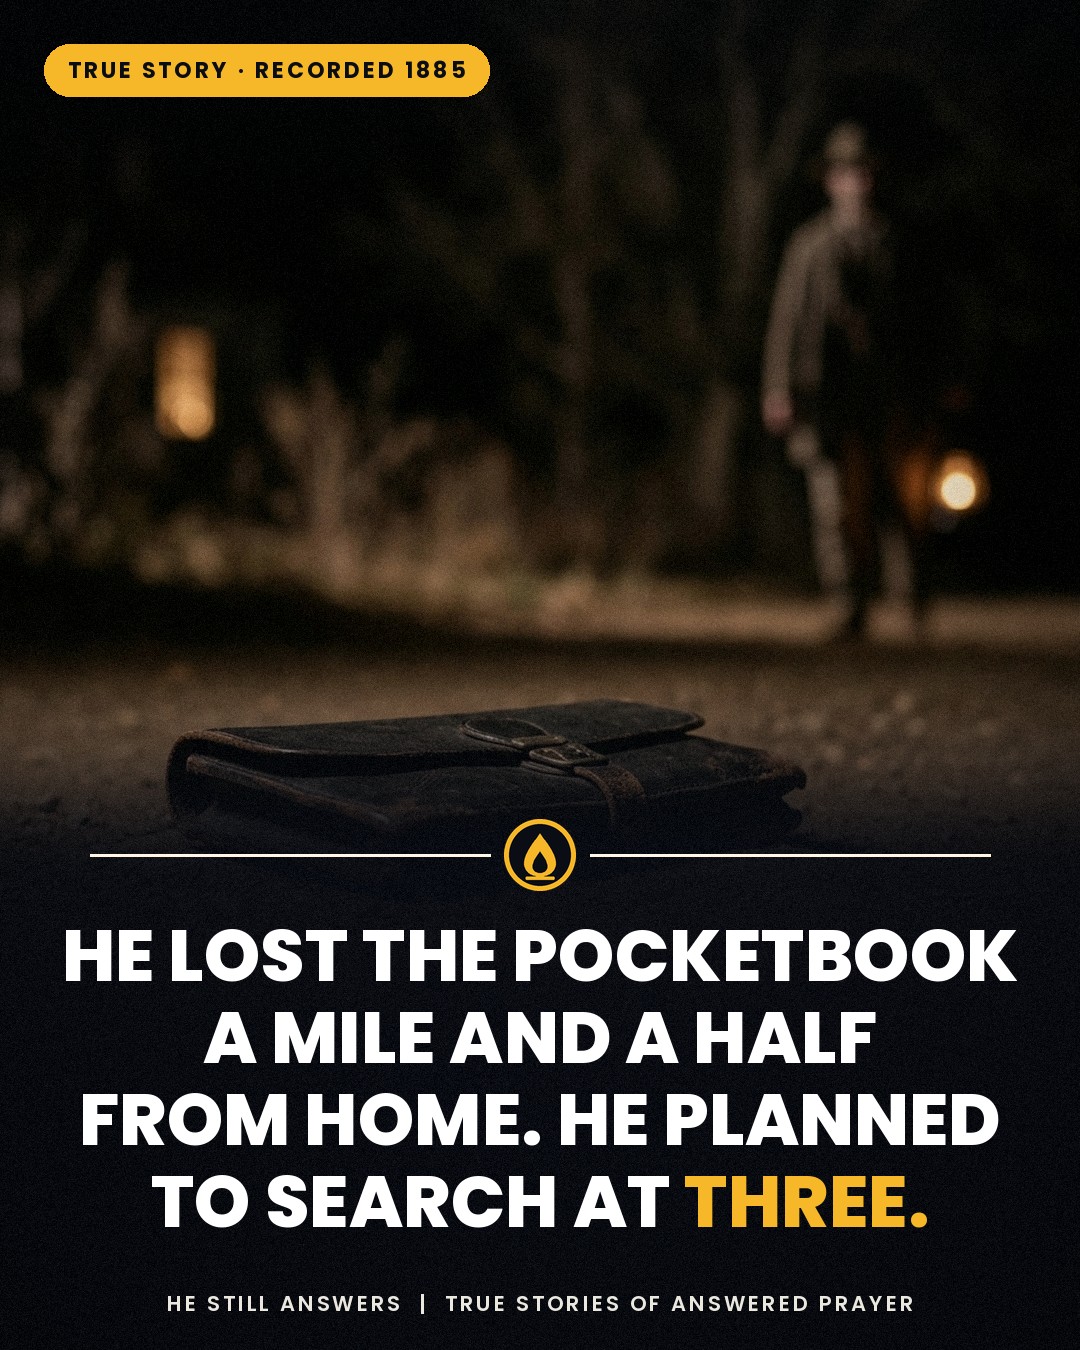 TRUE STORY · RECORDED 1885
HE LOST THE POCKETBOOK
A MILE AND A HALF
FROM HOME. HE PLANNED
TO SEARCH AT THREE.
HE STILL ANSWERS | TRUE STORIES OF ANSWERED PRAYER